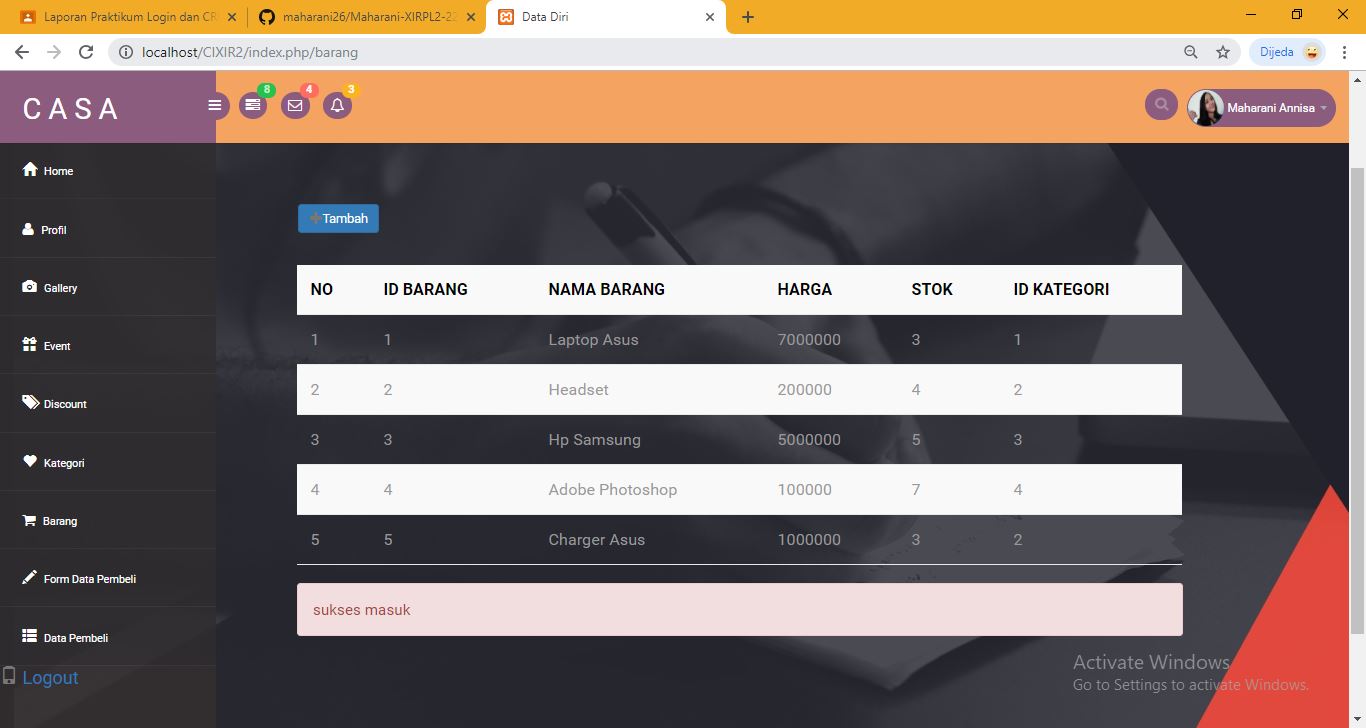 Laporan Praktikum Login dan CR
maharani26/Maharani-XIRPL2-22
Data Diri
localhost/CIXIR2/index.php/barang
Dijeda
CASA
8
4
3
Maharani Annisa
Home
Profil
Gallery
Event
Discount
Kategori
Barang
Form Data Pembeli
Data Pembeli
Logout
Tambah
NO ID BARANG NAMA BARANG HARGA STOK ID KATEGORI
1 1 Laptop Asus 7000000 3 1
2 2 Headset 200000 4 2
3 3 Hp Samsung 5000000 5 3
4 4 Adobe Photoshop 100000 7 4
5 5 Charger Asus 1000000 3 2
sukses masuk
Activate Windows
Go to Settings to activate Windows.